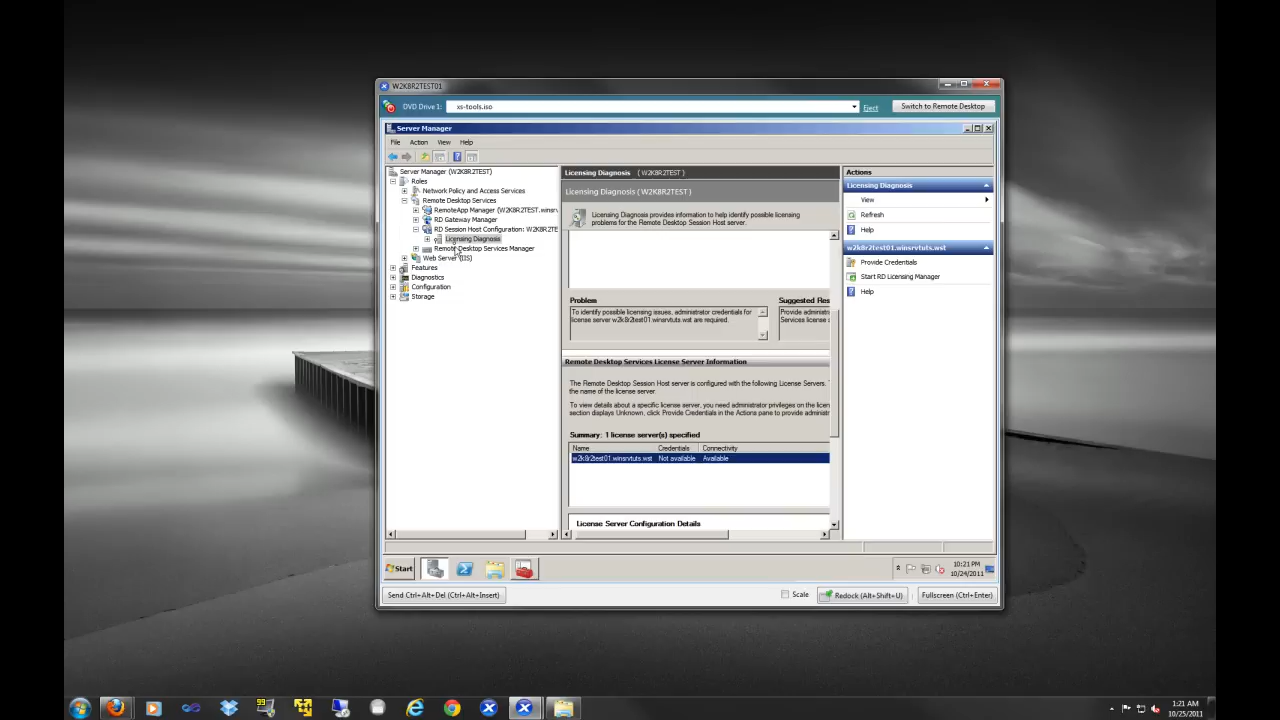 W2K8R2TEST01
DVD Drive 1:
xs-tools.iso
Eject
Switch to Remote Desktop
Server Manager
File
Action
View
Help
Server Manager (W2K8R2TEST)
Roles
Network Policy and Access Services
Remote Desktop Services
RemoteApp Manager (W2K8R2TEST.winsrv
RD Gateway Manager
RD Session Host Configuration: W2K8R2TE
Licensing Diagnosis
Remote Desktop Services Manager
Web Server (IIS)
Features
Diagnostics
Configuration
Storage
Licensing Diagnosis (W2K8R2TEST )
Licensing Diagnosis ( W2K8R2TEST )
Licensing Diagnosis provides information to help identify possible licensing
problems for the Remote Desktop Session Host server.
Problem
To identify possible licensing issues, administrator credentials for
license server w2k8r2test01.winsrvtuts.wst are required.
Suggested Res
Provide administr
Services license s
Remote Desktop Services License Server Information
The Remote Desktop Session Host server is configured with the following License Servers.
the name of the license server
To view details about a specific license server, you need administrator privileges on the licen
section displays Unknown, click Provide Credentials in the Actions pane to provide administr
Summary: 1 license server(s) specified
Name
Credentials
Connectivity
w2k8r2test01.winsrvtuts.wst
Not available
Available
License Server Configuration Details
Actions
Licensing Diagnosis
View
Refresh
Help
w2k8r2test01.winsrvtuts.wst
Provide Credentials
Start RD Licensing Manager
Help
Start
10:21 PM
10/24/2011
Send Ctrl+Alt+Del (Ctrl+Alt+Insert)
Scale
Redock (Alt+Shift+U)
Fullscreen (Ctrl+Enter)
1:21 AM
10/25/2011